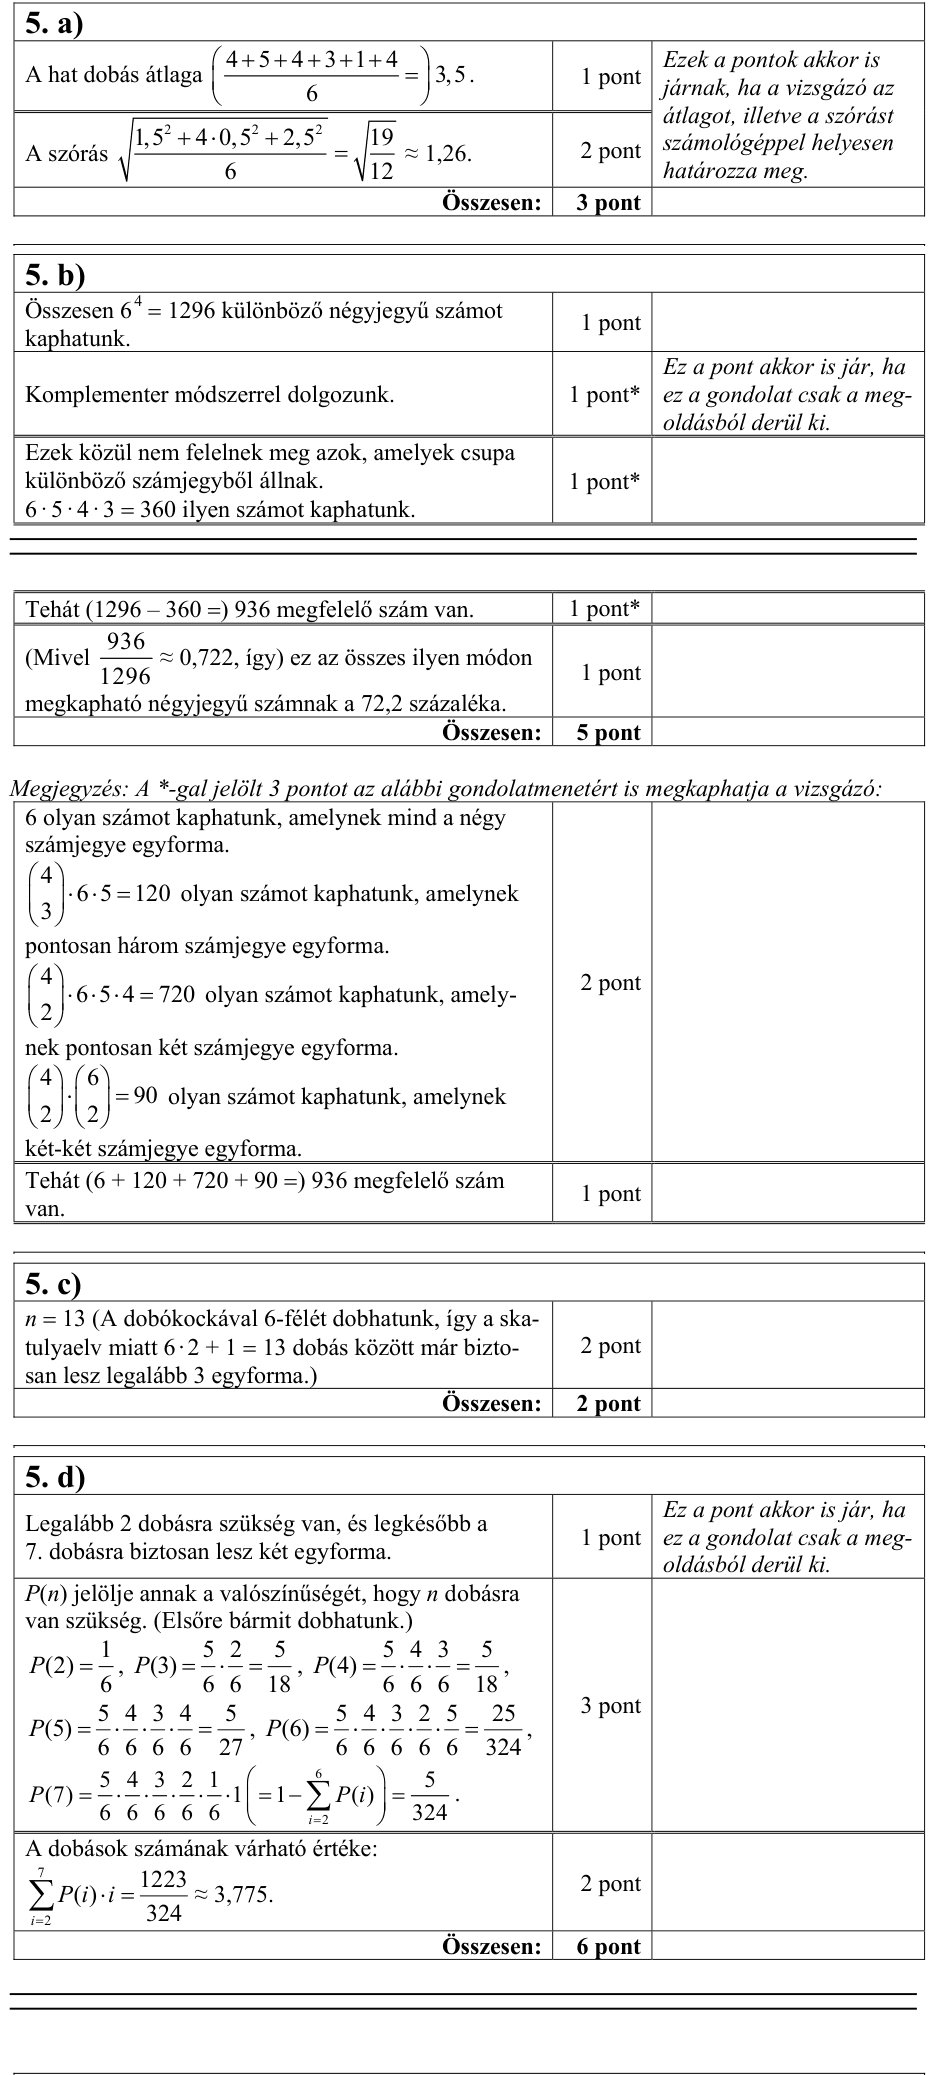 5. a)
A hat dobás átlaga ((4+5+4+3+1+4)/6 =) 3,5.
1 pont
Ezek a pontok akkor is
járnak, ha a vizsgázó az
átlagot, illetve a szórást
számológéppel helyesen
határozza meg.
A szórás √((1,5² + 4·0,5² + 2,5²)/6) = √(19/12) ≈ 1,26.
2 pont
Összesen: 3 pont
5. b)
Összesen 6⁴ = 1296 különböző négyjegyű számot
kaphatunk.
1 pont
Komplementer módszerrel dolgozunk.
1 pont*
Ez a pont akkor is jár, ha
ez a gondolat csak a meg-
oldásból derül ki.
Ezek közül nem felelnek meg azok, amelyek csupa
különböző számjegyből állnak.
6 · 5 · 4 · 3 = 360 ilyen számot kaphatunk.
1 pont*
Tehát (1296 – 360 =) 936 megfelelő szám van.
1 pont*
(Mivel 936/1296 ≈ 0,722, így) ez az összes ilyen módon
megkapható négyjegyű számnak a 72,2 százaléka.
1 pont
Összesen: 5 pont
Megjegyzés: A *-gal jelölt 3 pontot az alábbi gondolatmenetért is megkaphatja a vizsgázó:
6 olyan számot kaphatunk, amelynek mind a négy
számjegye egyforma.
(4 3)·6·5 = 120 olyan számot kaphatunk, amelynek
pontosan három számjegye egyforma.
(4 2)·6·5·4 = 720 olyan számot kaphatunk, amely-
nek pontosan két számjegye egyforma.
(4 2)·(6 2) = 90 olyan számot kaphatunk, amelynek
két-két számjegye egyforma.
2 pont
Tehát (6 + 120 + 720 + 90 =) 936 megfelelő szám
van.
1 pont
5. c)
n = 13 (A dobókockával 6-félét dobhatunk, így a ska-
tulyaelv miatt 6 · 2 + 1 = 13 dobás között már bizto-
san lesz legalább 3 egyforma.)
2 pont
Összesen: 2 pont
5. d)
Legalább 2 dobásra szükség van, és legkésőbb a
7. dobásra biztosan lesz két egyforma.
1 pont
Ez a pont akkor is jár, ha
ez a gondolat csak a meg-
oldásból derül ki.
P(n) jelölje annak a valószínűségét, hogy n dobásra
van szükség. (Elsőre bármit dobhatunk.)
P(2) = 1/6, P(3) = 5/6 · 2/6 = 5/18, P(4) = 5/6 · 4/6 · 3/6 = 5/18,
P(5) = 5/6 · 4/6 · 3/6 · 4/6 = 5/27, P(6) = 5/6 · 4/6 · 3/6 · 2/6 · 5/6 = 25/324,
P(7) = 5/6 · 4/6 · 3/6 · 2/6 · 1/6 · 1 (= 1 − ∑_{i=2}^{6} P(i)) = 5/324.
3 pont
A dobások számának várható értéke:
∑_{i=2}^{7} P(i)·i = 1223/324 ≈ 3,775.
2 pont
Összesen: 6 pont